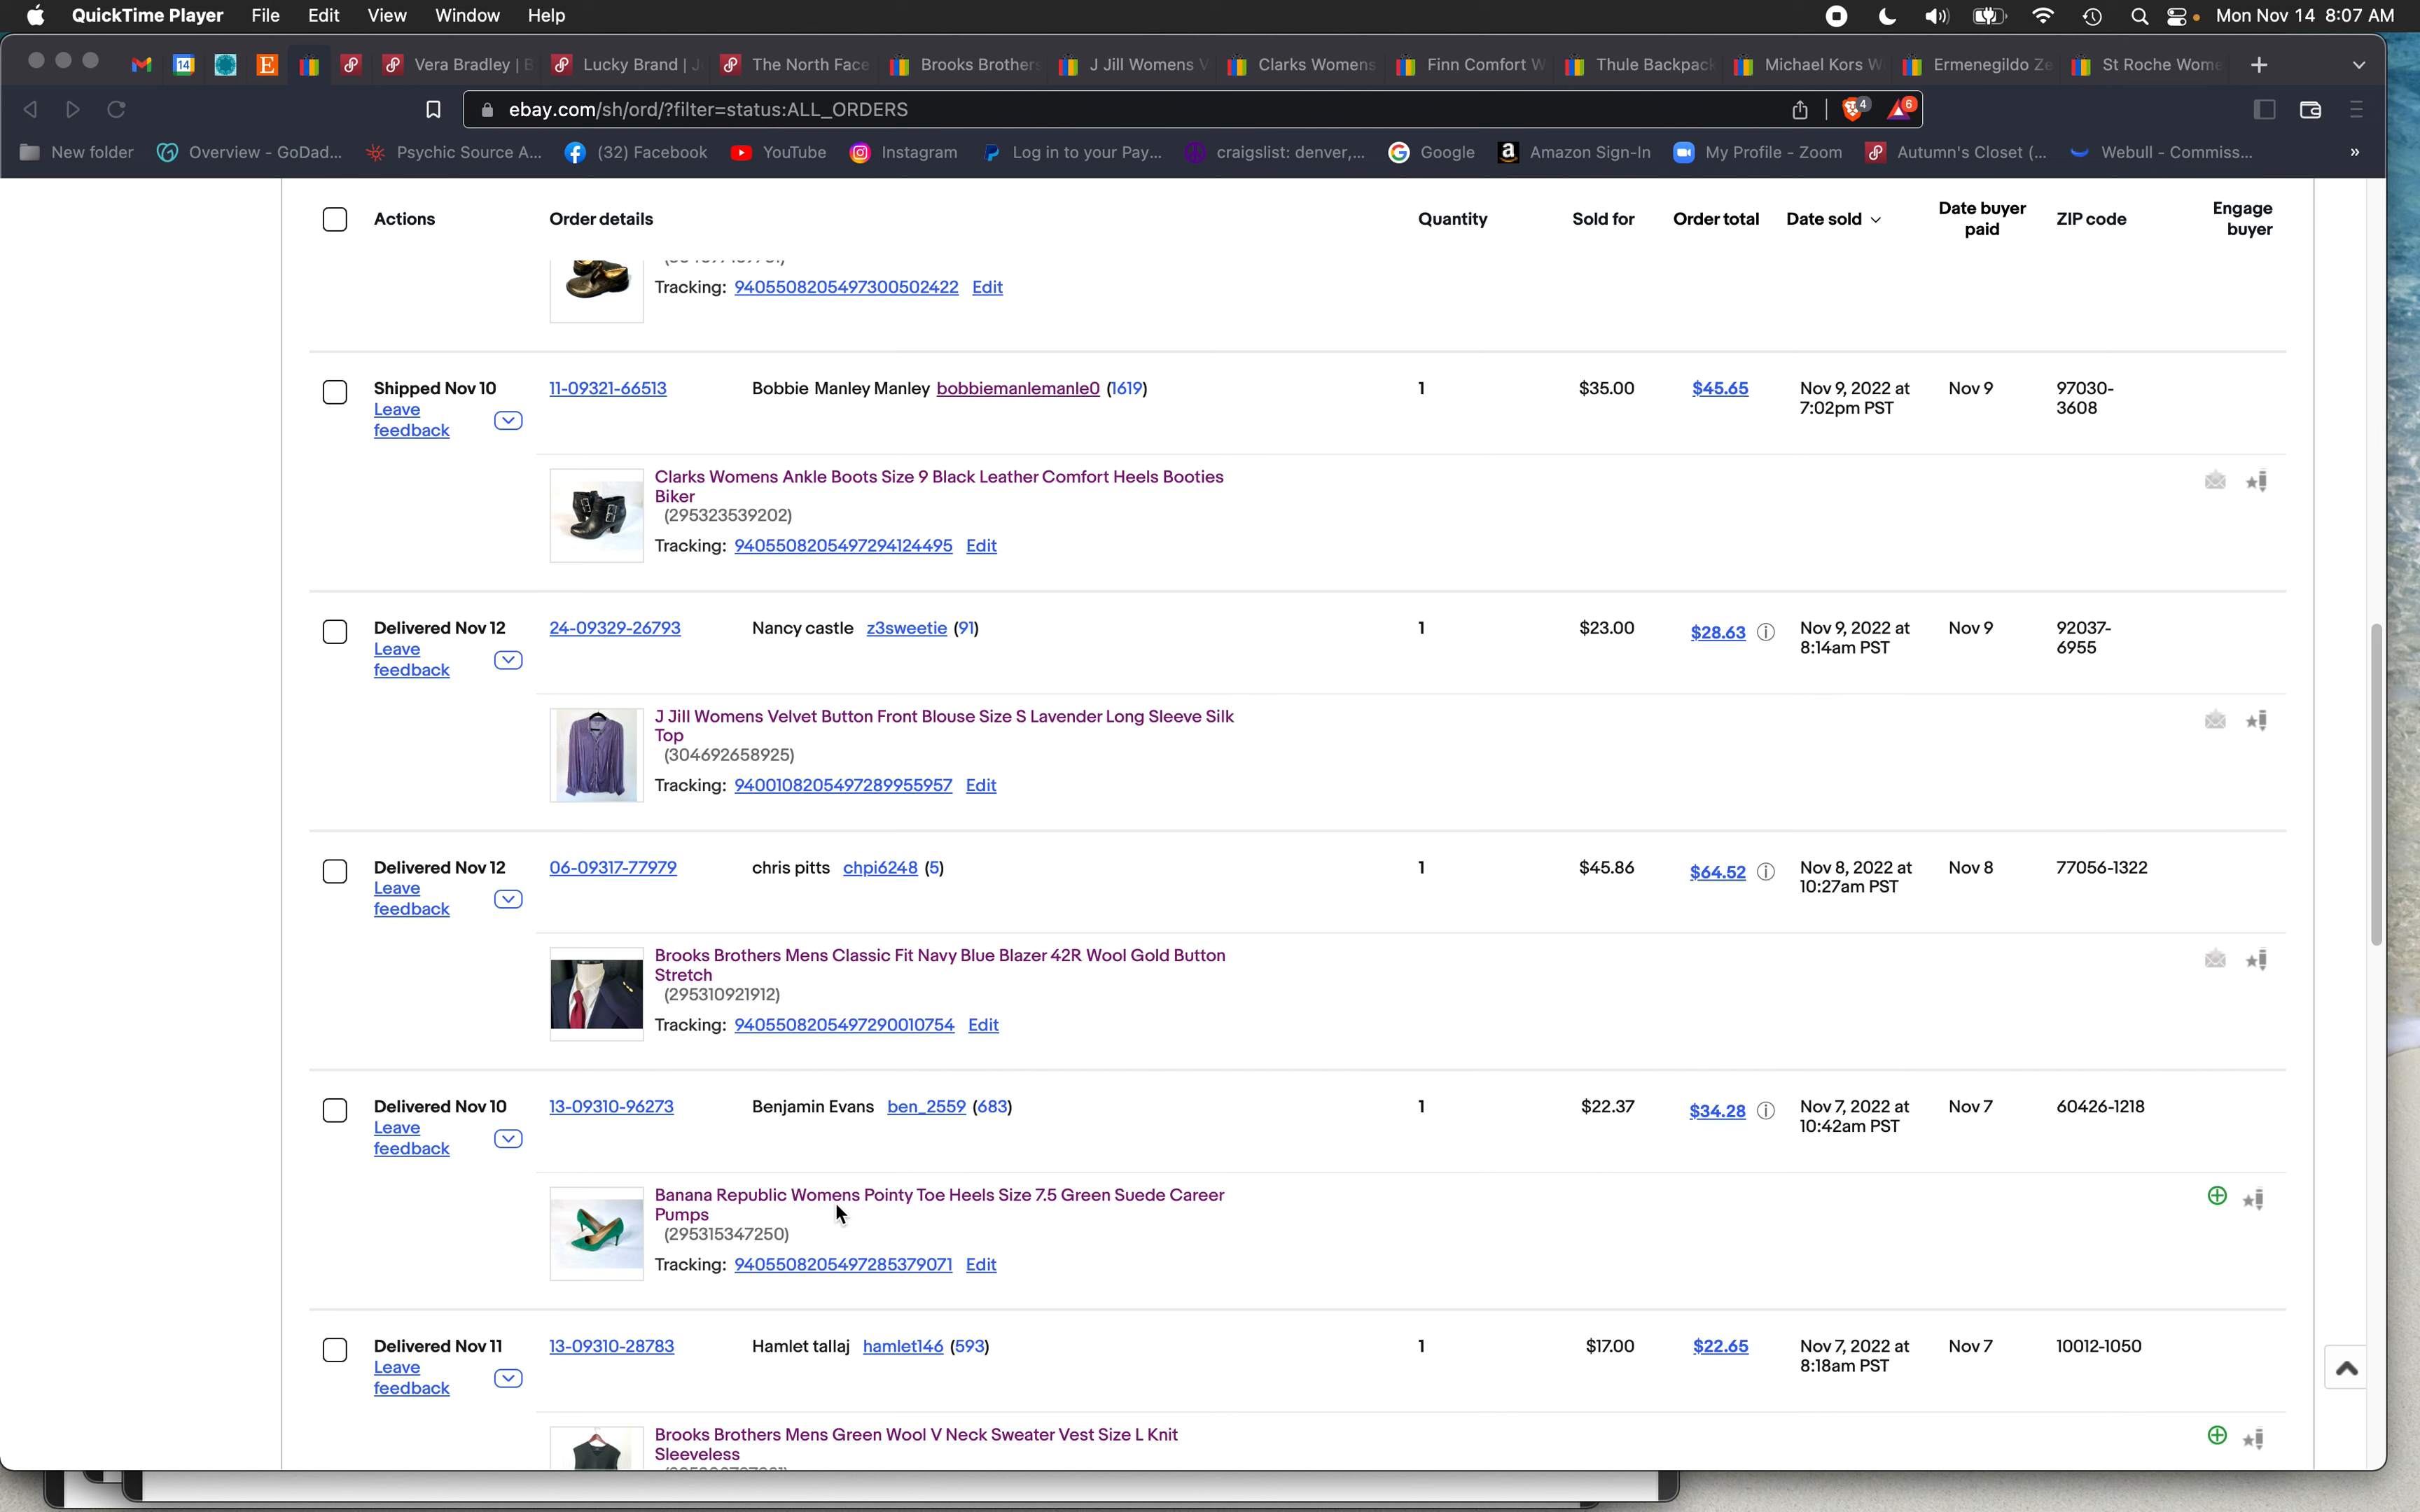 QuickTime Player File Edit View Window Help Mon Nov 14 8:07 AM
14 Vera Bradley | B Lucky Brand | J The North Face Brooks Brothers J Jill Womens V Clarks Womens Finn Comfort W Thule Backpack Michael Kors W Ermenegildo Ze St Roche Wome
ebay.com/sh/ord/?filter=status:ALL_ORDERS 4 6
New folder Overview - GoDad... Psychic Source A... (32) Facebook YouTube Instagram Log in to your Pay... craigslist: denver,... Google Amazon Sign-In My Profile - Zoom Autumn's Closet (... Webull - Commiss... »
Actions Order details Quantity Sold for Order total Date sold Date buyer paid ZIP code Engage buyer
Tracking: 9405508205497300502422 Edit
Shipped Nov 10 11-09321-66513 Bobbie Manley Manley bobbiemanlemanle0 (1619) 1 $35.00 $45.65 Nov 9, 2022 at Nov 9 97030-
Leave 7:02pm PST 3608
feedback
Clarks Womens Ankle Boots Size 9 Black Leather Comfort Heels Booties
Biker
(295323539202)
Tracking: 9405508205497294124495 Edit
Delivered Nov 12 24-09329-26793 Nancy castle z3sweetie (91) 1 $23.00 $28.63 Nov 9, 2022 at Nov 9 92037-
Leave 8:14am PST 6955
feedback
J Jill Womens Velvet Button Front Blouse Size S Lavender Long Sleeve Silk
Top
(304692658925)
Tracking: 9400108205497289955957 Edit
Delivered Nov 12 06-09317-77979 chris pitts chpi6248 (5) 1 $45.86 $64.52 Nov 8, 2022 at Nov 8 77056-1322
Leave 10:27am PST
feedback
Brooks Brothers Mens Classic Fit Navy Blue Blazer 42R Wool Gold Button
Stretch
(295310921912)
Tracking: 9405508205497290010754 Edit
Delivered Nov 10 13-09310-96273 Benjamin Evans ben_2559 (683) 1 $22.37 $34.28 Nov 7, 2022 at Nov 7 60426-1218
Leave 10:42am PST
feedback
Banana Republic Womens Pointy Toe Heels Size 7.5 Green Suede Career
Pumps
(295315347250)
Tracking: 9405508205497285379071 Edit
Delivered Nov 11 13-09310-28783 Hamlet tallaj hamlet146 (593) 1 $17.00 $22.65 Nov 7, 2022 at Nov 7 10012-1050
Leave 8:18am PST
feedback
Brooks Brothers Mens Green Wool V Neck Sweater Vest Size L Knit
Sleeveless